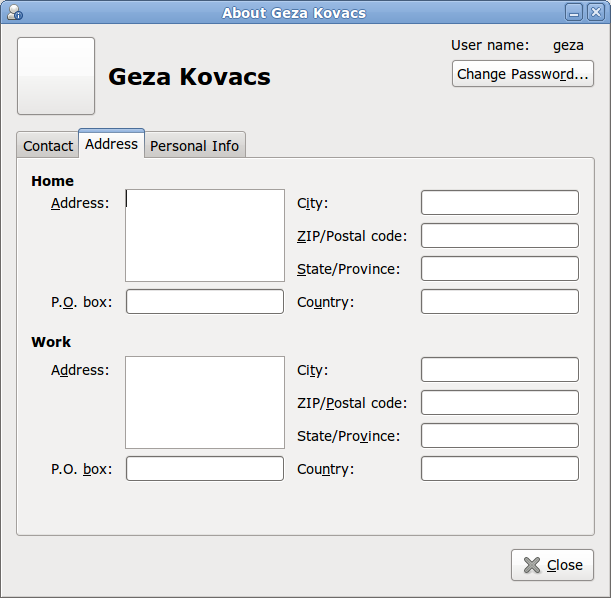 About Geza Kovacs
User name: geza
Geza Kovacs
Change Password...
Contact Address Personal Info
Home
Address: City:
ZIP/Postal code:
State/Province:
P.O. box: Country:
Work
Address: City:
ZIP/Postal code:
State/Province:
P.O. box: Country:
Close